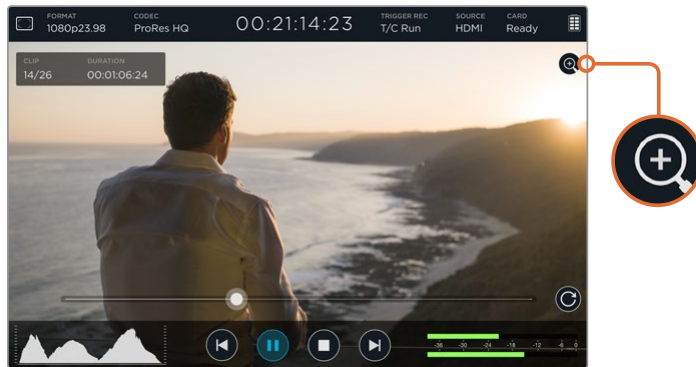 FORMAT CODEC 00:21:14:23 TRIGGER REC SOURCE CARD
1080p23.98 ProRes HQ T/C Run HDMI Ready
CLIP DURATION
14/26 00:01:06:24
-36 -30 -24 -18 -12 -6 0